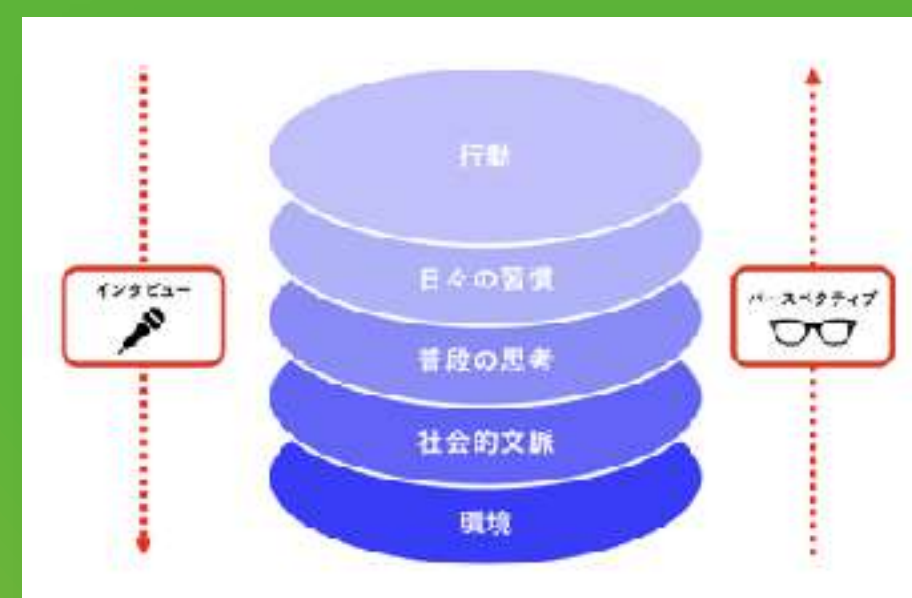 行動
日々の習慣
インタビュー
パースペクティブ
普段の思考
社会的文脈
環境